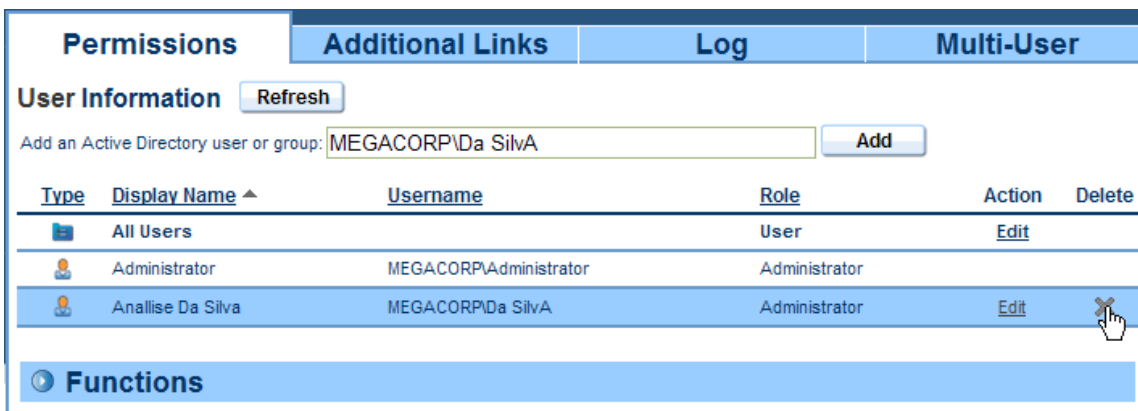 Permissions Additional Links Log Multi-User
User Information Refresh
Add an Active Directory user or group: MEGACORP\Da SilvA Add
Type Display Name Username Role Action Delete
All Users User Edit
Administrator MEGACORP\Administrator Administrator
Anallise Da Silva MEGACORP\Da SilvA Administrator Edit
Functions